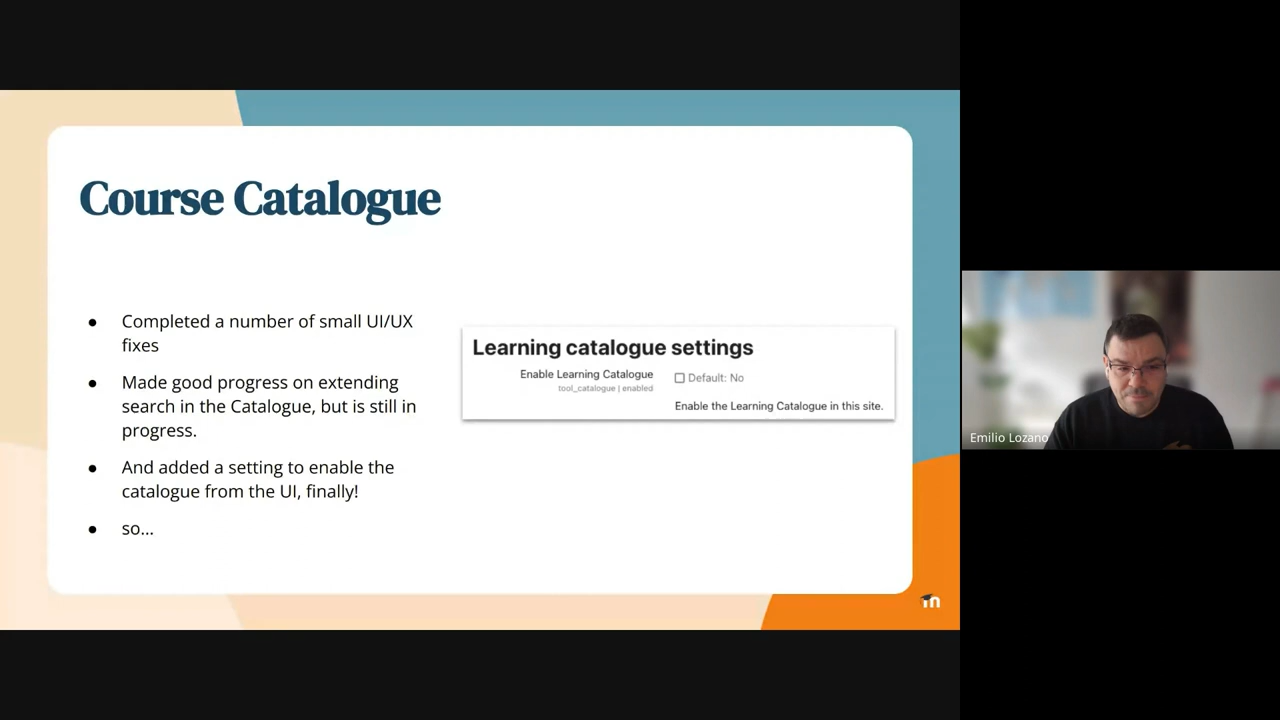 Course Catalogue
● Completed a number of small UI/UX
fixes
● Made good progress on extending
search in the Catalogue, but is still in
progress.
● And added a setting to enable the
catalogue from the UI, finally!
● so...
Learning catalogue settings
Enable Learning Catalogue
tool_catalogue | enabled
Default: No
Enable the Learning Catalogue in this site.
m
Emilio Lozano